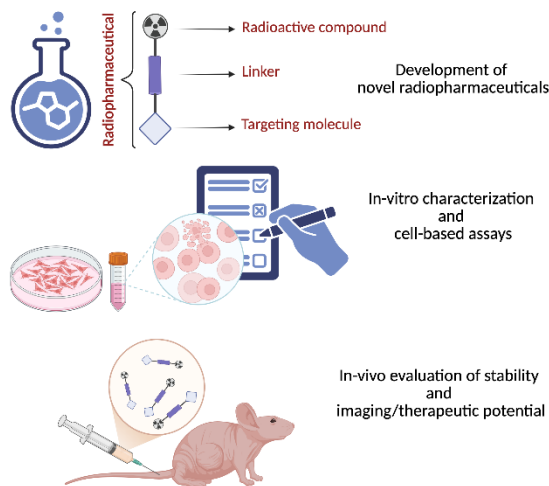 Radiopharmaceutical
Radioactive compound
Linker
Targeting molecule
Development of
novel radiopharmaceuticals
In-vitro characterization
and
cell-based assays
In-vivo evaluation of stability
and
imaging/therapeutic potential